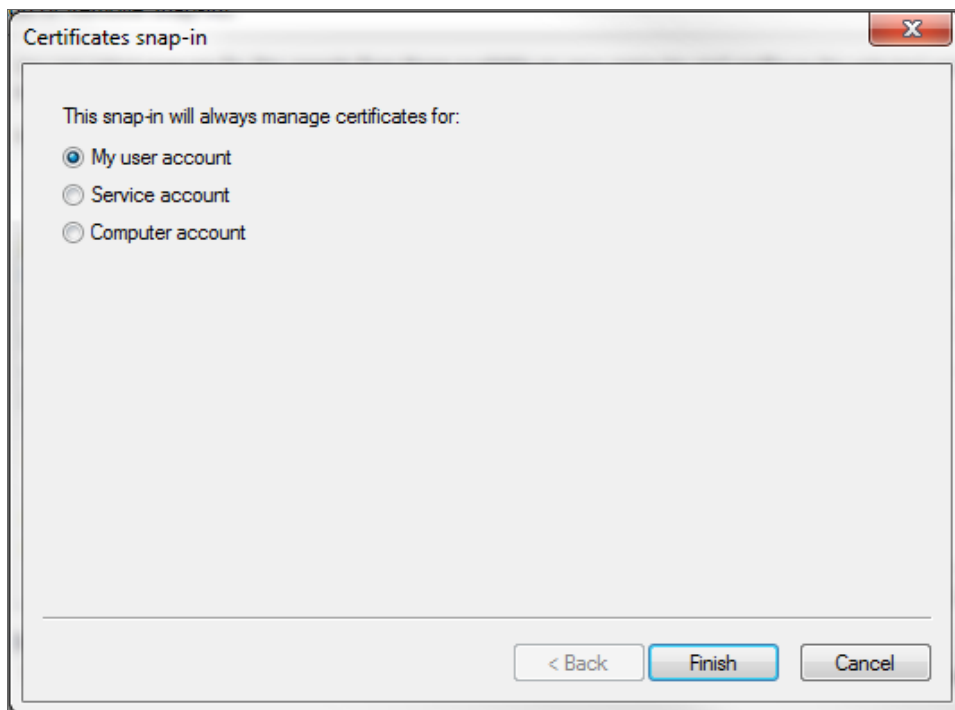 Certificates snap-in
This snap-in will always manage certificates for:
My user account
Service account
Computer account
< Back
Finish
Cancel